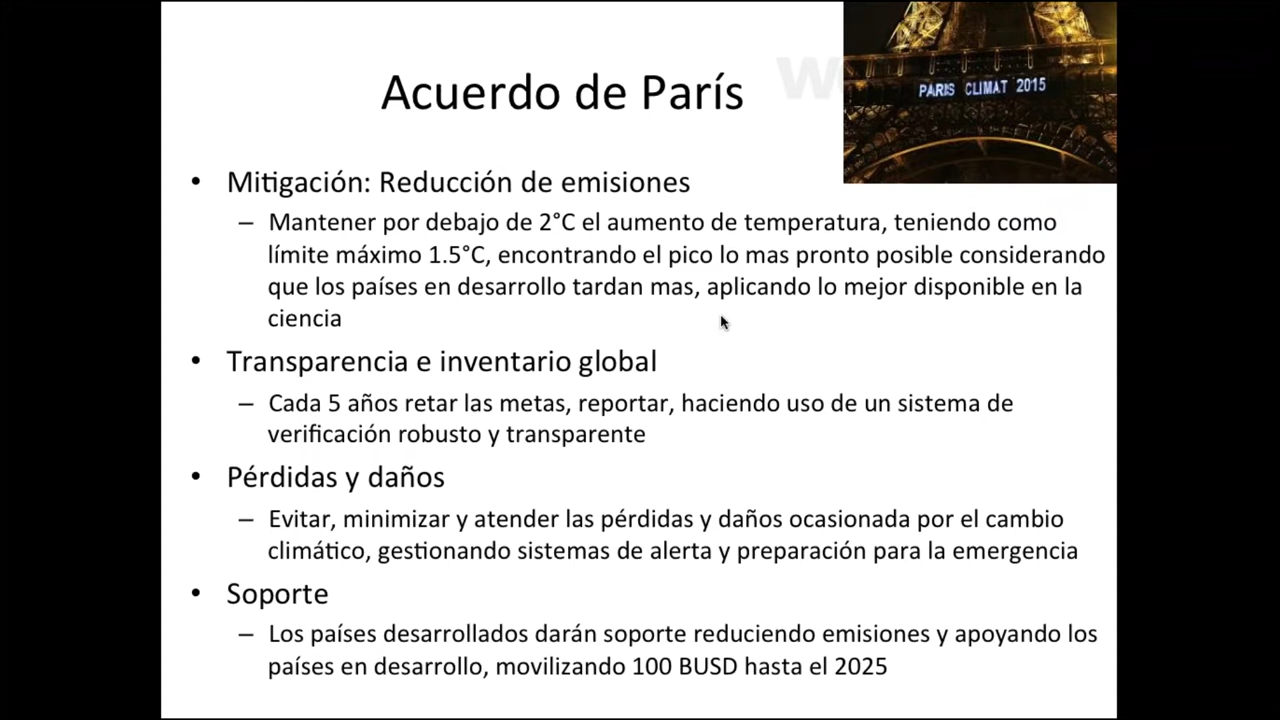 Acuerdo de París
PARIS CLIMAT 2015
• Mitigación: Reducción de emisiones
– Mantener por debajo de 2°C el aumento de temperatura, teniendo como
límite máximo 1.5°C, encontrando el pico lo mas pronto posible considerando
que los países en desarrollo tardan mas, aplicando lo mejor disponible en la
ciencia
• Transparencia e inventario global
– Cada 5 años retar las metas, reportar, haciendo uso de un sistema de
verificación robusto y transparente
• Pérdidas y daños
– Evitar, minimizar y atender las pérdidas y daños ocasionada por el cambio
climático, gestionando sistemas de alerta y preparación para la emergencia
• Soporte
– Los países desarrollados darán soporte reduciendo emisiones y apoyando los
países en desarrollo, movilizando 100 BUSD hasta el 2025